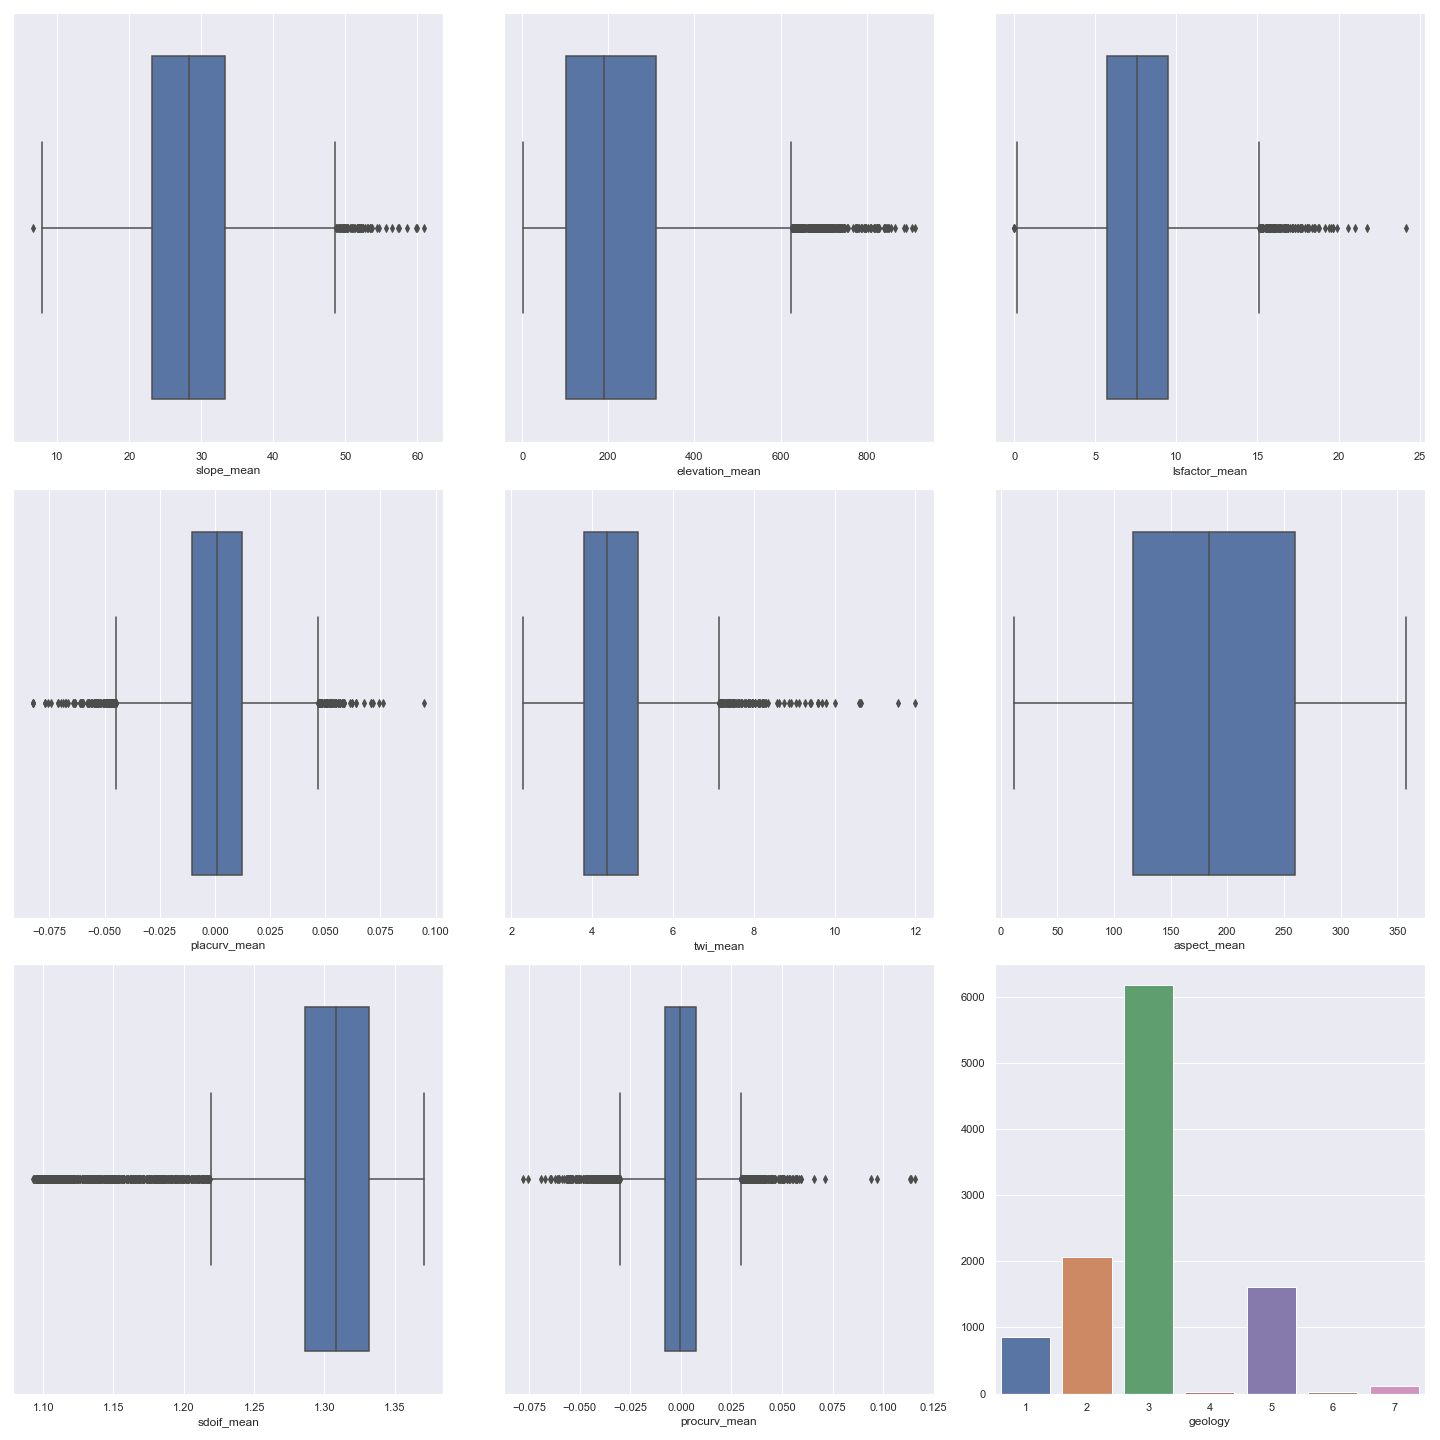 10 20 30 40 50 60
slope_mean
0 200 400 600 800
elevation_mean
0 5 10 15 20 25
lsfactor_mean
−0.075 −0.050 −0.025 0.000 0.025 0.050 0.075 0.100
placurv_mean
2 4 6 8 10 12
twi_mean
0 50 100 150 200 250 300 350
aspect_mean
1.10 1.15 1.20 1.25 1.30 1.35
sdoif_mean
−0.075 −0.050 −0.025 0.000 0.025 0.050 0.075 0.100 0.125
procurv_mean
6000
5000
4000
3000
2000
1000
0
1 2 3 4 5 6 7
geology